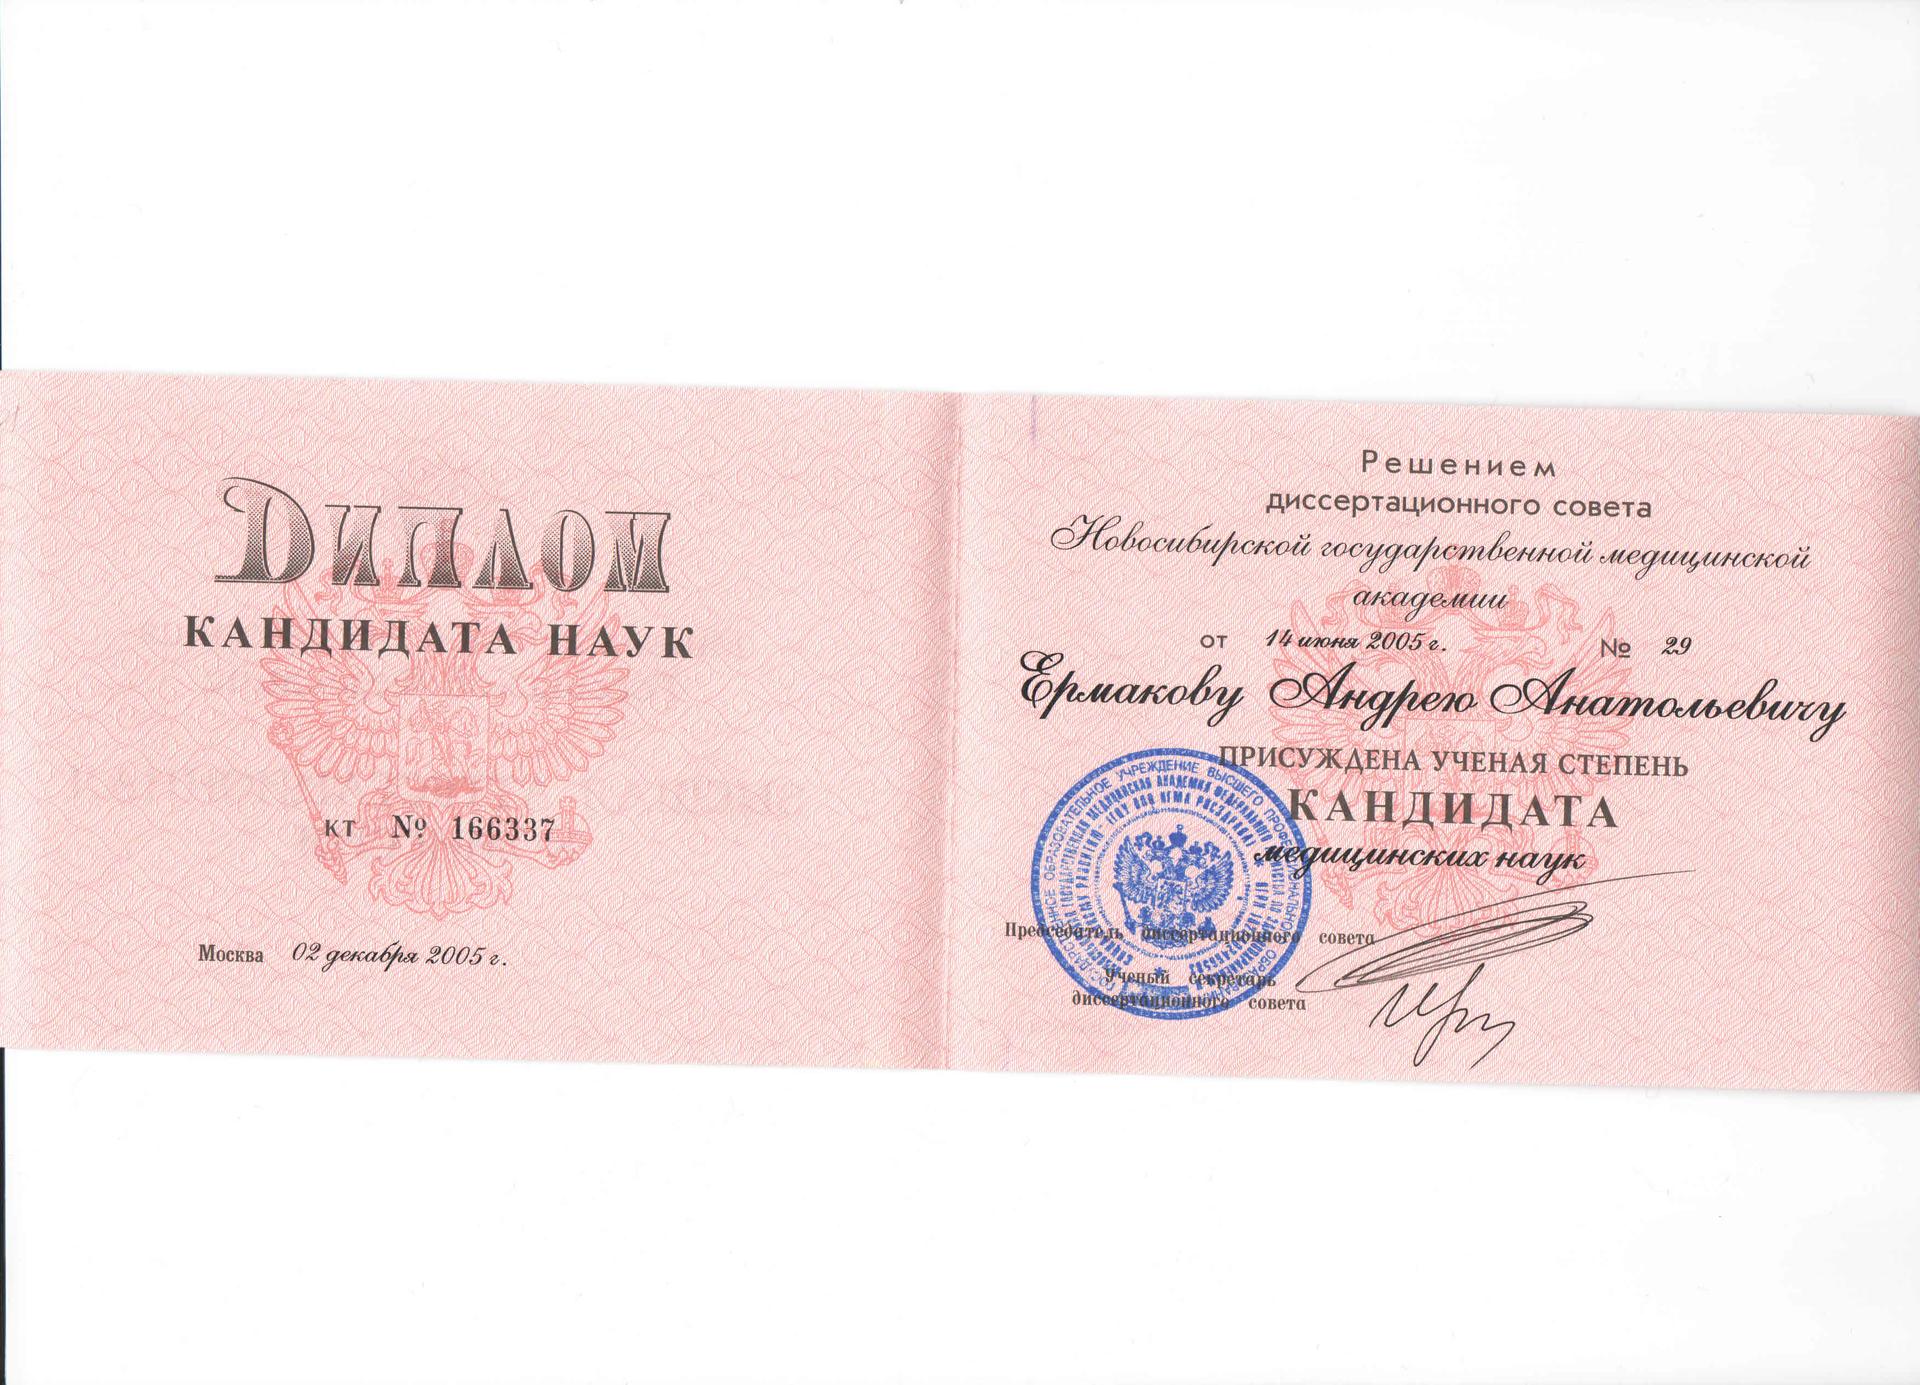 Диплом
КАНДИДАТА НАУК
КТ № 166337
Москва 02 декабря 2005 г.
Решением
диссертационного совета
Новосибирской государственной медицинской
академии
от 14 июня 2005 г. № 29
Ермакову Андрею Анатольевичу
ПРИСУЖДЕНА УЧЕНАЯ СТЕПЕНЬ
КАНДИДАТА
медицинских наук
Председатель диссертационного совета
Ученый секретарь
диссертационного совета